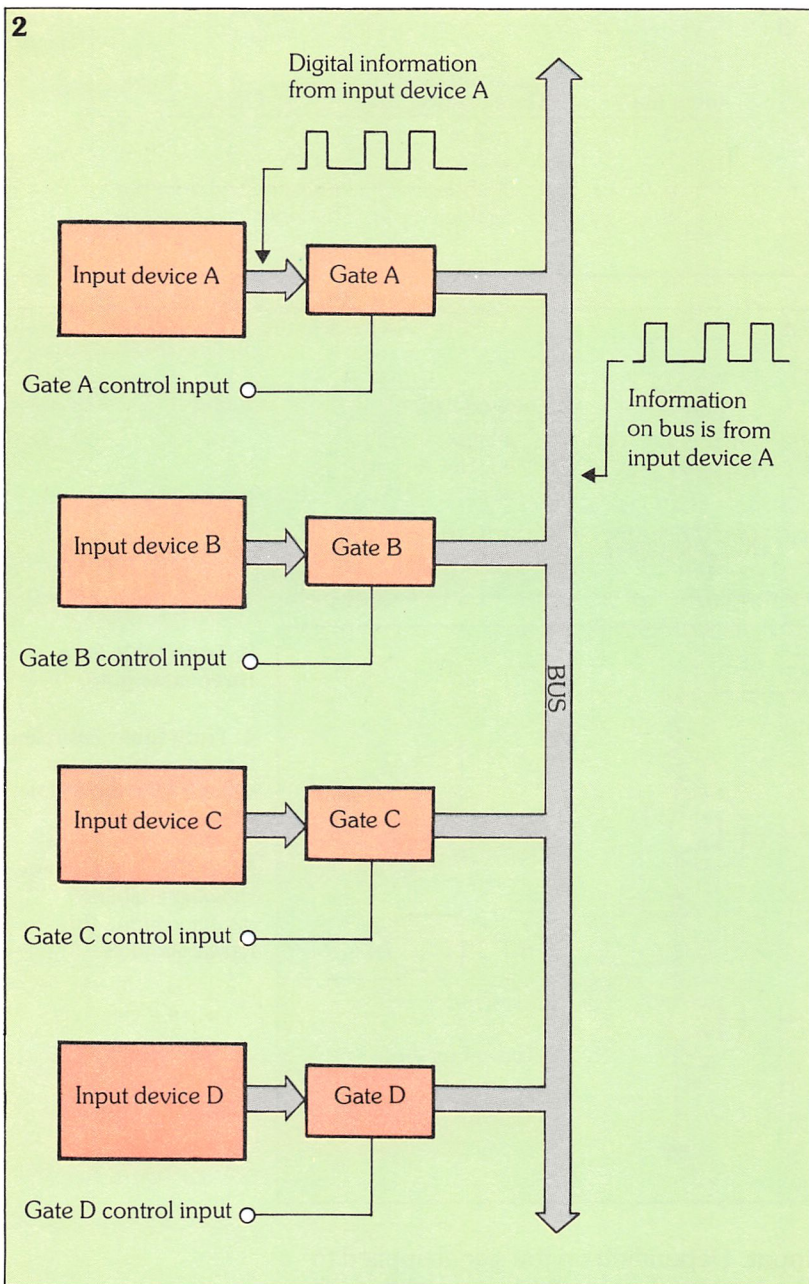 2
Digital information
from input device A
Input device A
Gate A
Gate A control input
Information
on bus is from
input device A
Input device B
Gate B
Gate B control input
BUS
Input device C
Gate C
Gate C control input
Input device D
Gate D
Gate D control input